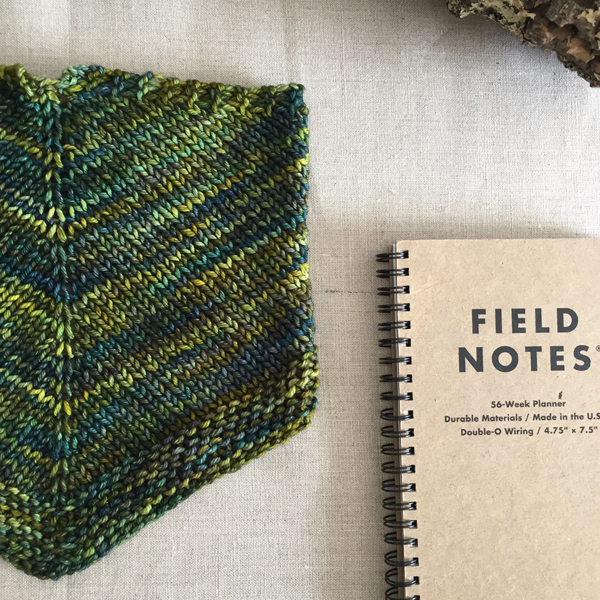 FIELD
NOTES®
56-Week Planner
Durable Materials / Made in the U.S
Double-O Wiring / 4.75" x 7.5"